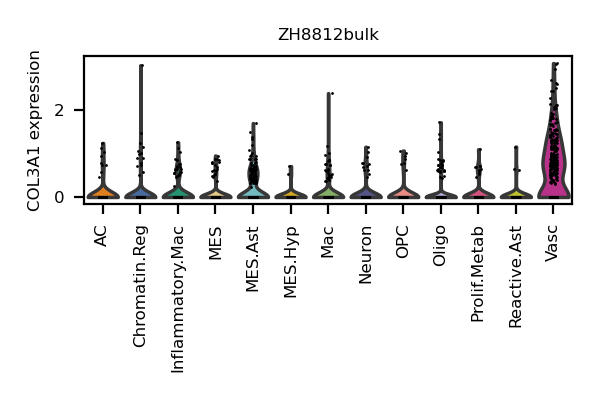 ZH8812bulk
COL3A1 expression
2
0
AC
Chromatin.Reg
Inflammatory.Mac
MES
MES.Ast
MES.Hyp
Mac
Neuron
OPC
Oligo
Prolif.Metab
Reactive.Ast
Vasc